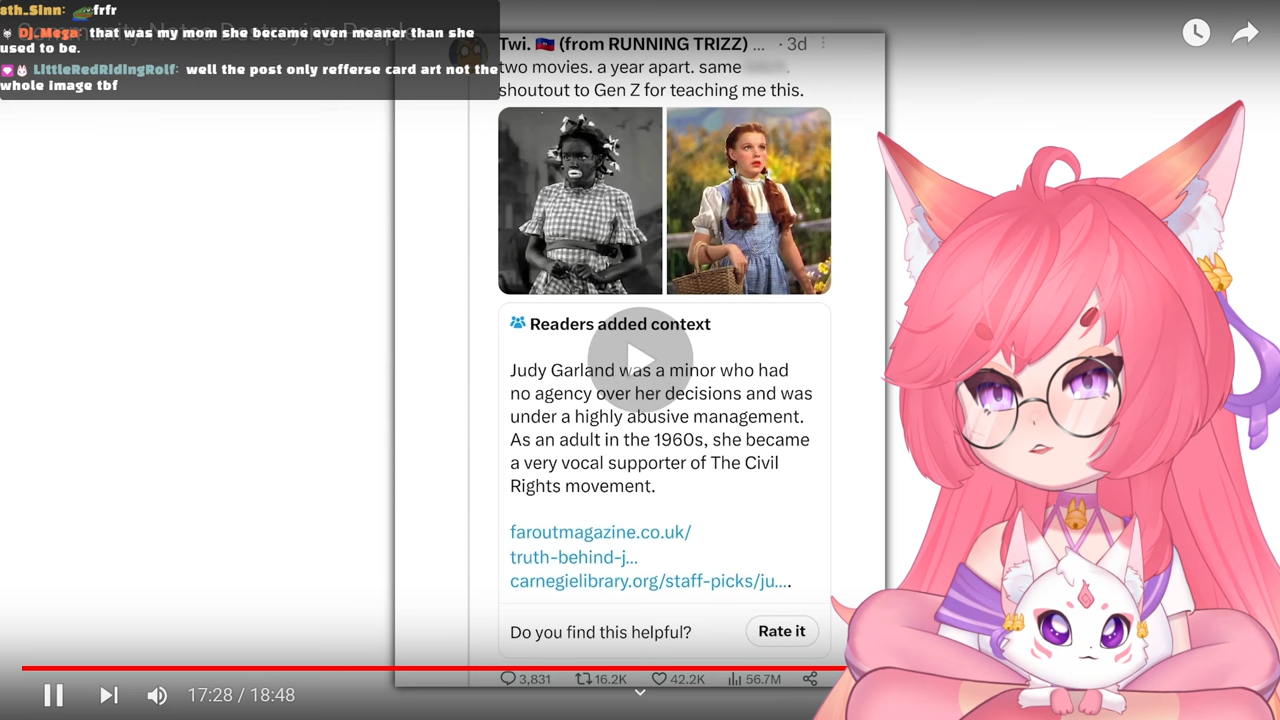 8th_Sinn: frfr
Dj_Mega: that was my mom she became even meaner than she
used to be.
LittleRedRidingRolf: well the post only refferse card art not the
whole image tbf
Community Notes Destroying People
Twi. (from RUNNING TRIZZ) ... · 3d
two movies. a year apart. same
shoutout to Gen Z for teaching me this.
Readers added context
Judy Garland was a minor who had
no agency over her decisions and was
under a highly abusive management.
As an adult in the 1960s, she became
a very vocal supporter of The Civil
Rights movement.
faroutmagazine.co.uk/
truth-behind-j...
carnegielibrary.org/staff-picks/ju....
Do you find this helpful?
Rate it
3,831 16.2K 42.2K 56.7M
17:28 / 18:48